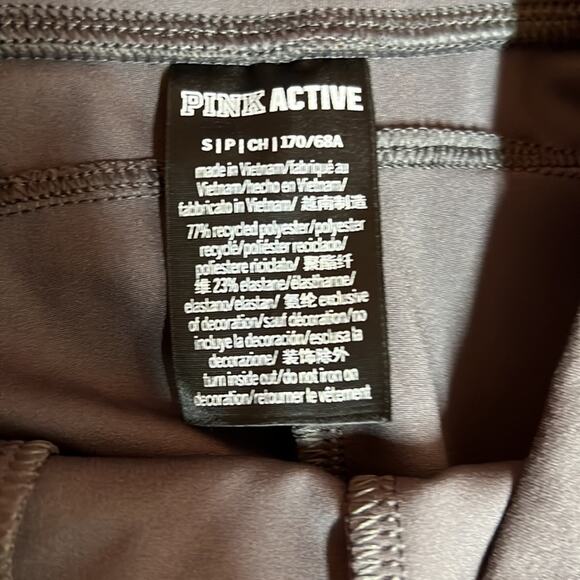 PINK ACTIVE
S|P|CH|170/68A
made in Vietnam/fabriqué au
Vietnam/hecho en Vietnam/
fabbricato in Vietnam/ 越南制造
77% recycled polyester/polyester
recyclé/poliéster reciclado/
poliestere riciclato/ 聚酯纤
维 23% elastane/élasthanne/
elastano/elastan/ 氨纶 exclusive
of decoration/sauf décoration/no
incluye la decoración/esclusa la
decorazione/ 装饰除外
turn inside out/do not iron on
decoration/retourner le vêtement